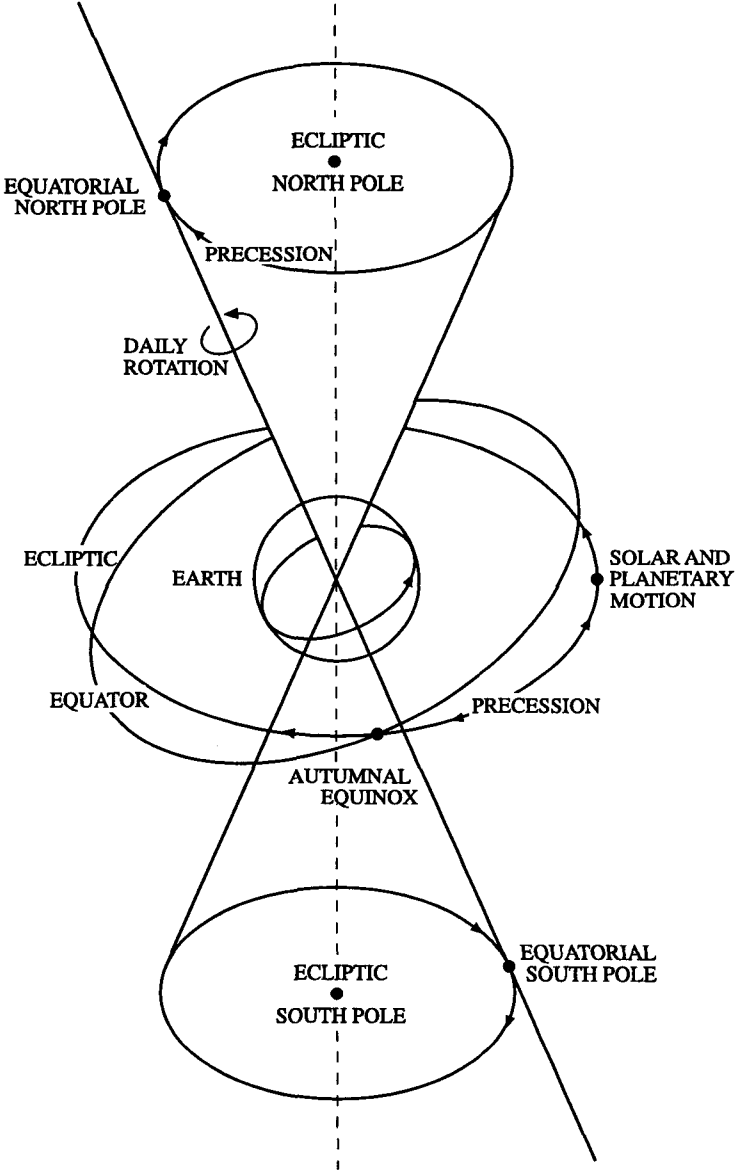 ECLIPTIC
NORTH POLE
EQUATORIAL
NORTH POLE
PRECESSION
DAILY
ROTATION
ECLIPTIC
EARTH
SOLAR AND
PLANETARY
MOTION
EQUATOR
PRECESSION
AUTUMNAL
EQUINOX
EQUATORIAL
SOUTH POLE
ECLIPTIC
SOUTH POLE